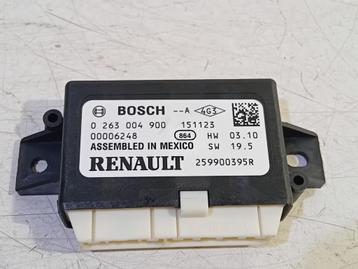 BOSCH --A 4G3
0 263 004 900 151123
00006248 864 HW 03.10
ASSEMBLED IN MEXICO SW 19.5
RENAULT 259900395R